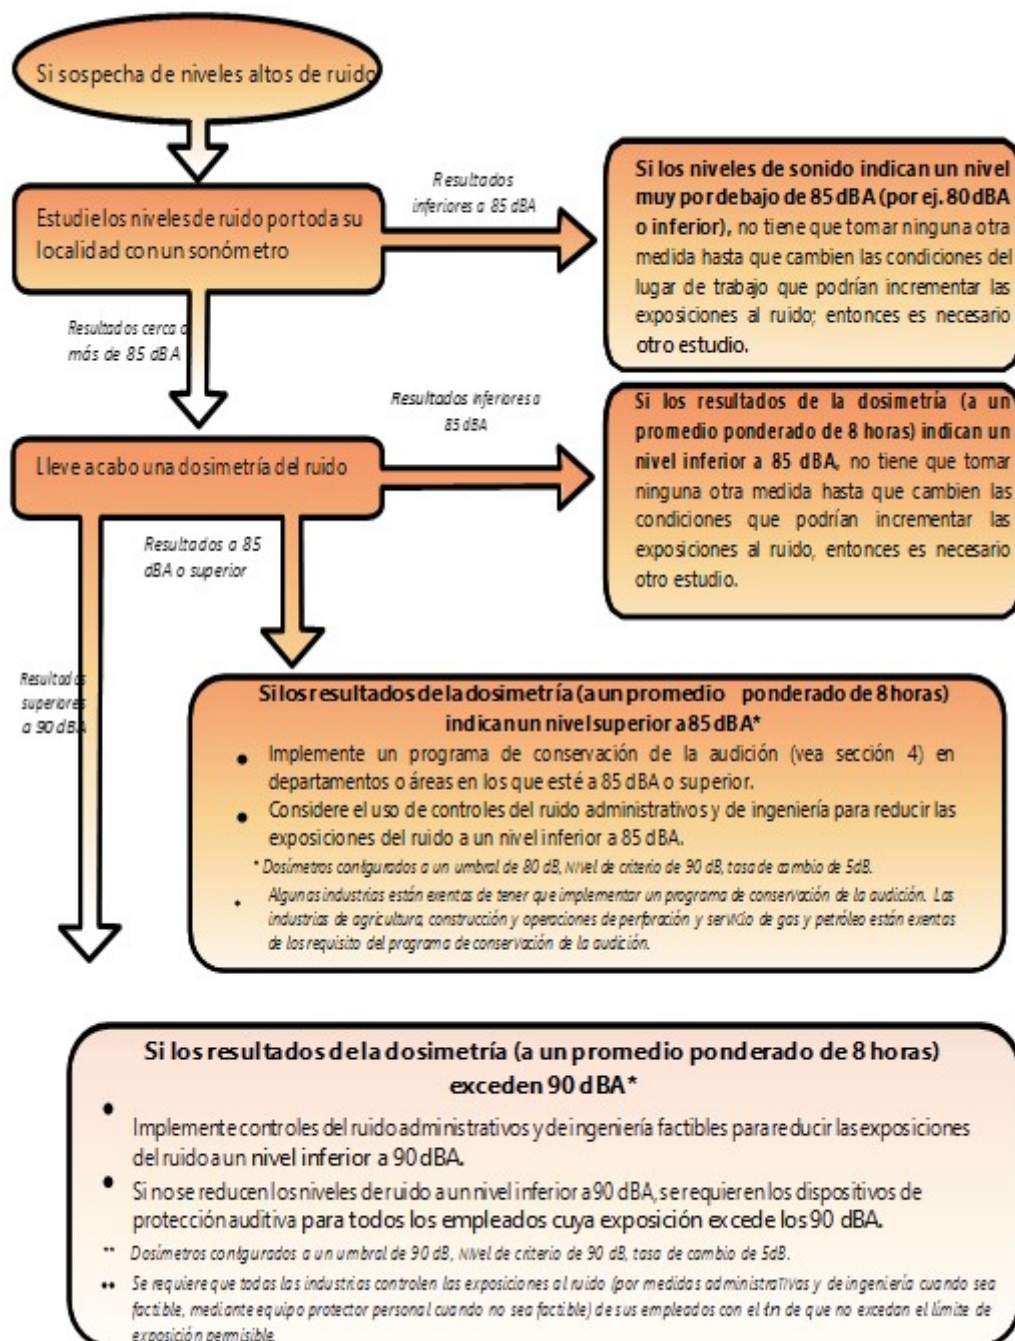 Si sospecha de niveles altos de ruido
Resultados
inferiores a 85 dBA
Estudie los niveles de ruido por toda su
localidad con un sonómetro
Si los niveles de sonido indican un nivel
muy por debajo de 85 dBA (por ej. 80 dBA
o inferior), no tiene que tomar ninguna otra
medida hasta que cambien las condiciones del
lugar de trabajo que podrían incrementar las
exposiciones al ruido; entonces es necesario
otro estudio.
Resultados cerca o
más de 85 dBA
Resultados inferiores a
85 dBA
Lleve a cabo una dosimetría del ruido
Si los resultados de la dosimetría (a un
promedio ponderado de 8 horas) indican un
nivel inferior a 85 dBA, no tiene que tomar
ninguna otra medida hasta que cambien las
condiciones que podrían incrementar las
exposiciones al ruido, entonces es necesario
otro estudio.
Resultados a 85
dBA o superior
Resultados
superiores
a 90 dBA
Si los resultados de la dosimetría (a un promedio ponderado de 8 horas)
indican un nivel superior a 85 dBA*
• Implemente un programa de conservación de la audición (vea sección 4) en
departamentos o áreas en los que esté a 85 dBA o superior.
• Considere el uso de controles del ruido administrativos y de ingeniería para reducir las
exposiciones del ruido a un nivel inferior a 85 dBA.
* Dosímetros configurados a un umbral de 80 dB, nivel de criterio de 90 dB, tasa de cambio de 5dB.
• Algunas industrias están exentas de tener que implementar un programa de conservación de la audición. Las
industrias de agricultura, construcción y operaciones de perforación y servicio de gas y petróleo están exentas
de los requisito del programa de conservación de la audición.
Si los resultados de la dosimetría (a un promedio ponderado de 8 horas)
exceden 90 dBA*
• Implemente controles del ruido administrativos y de ingeniería factibles para reducir las exposiciones
del ruido a un nivel inferior a 90 dBA.
• Si no se reducen los niveles de ruido a un nivel inferior a 90 dBA, se requieren los dispositivos de
protección auditiva para todos los empleados cuya exposición excede los 90 dBA.
** Dosímetros configurados a un umbral de 90 dB, nivel de criterio de 90 dB, tasa de cambio de 5dB.
•• Se requiere que todas las industrias controlen las exposiciones al ruido (por medidas administrativas y de ingeniería cuando sea
factible, mediante equipo protector personal cuando no sea factible) de sus empleados con el fin de que no excedan el límite de
exposición permisible.